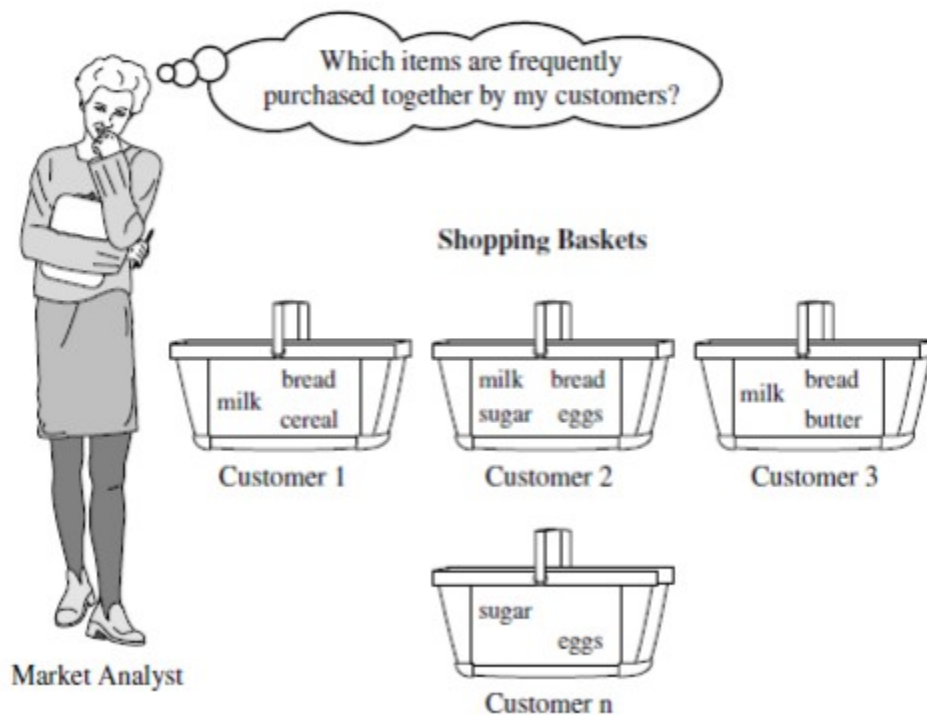 Which items are frequently
purchased together by my customers?
Shopping Baskets
milk bread
cereal
Customer 1
milk bread
sugar eggs
Customer 2
milk bread
butter
Customer 3
sugar
eggs
Customer n
Market Analyst